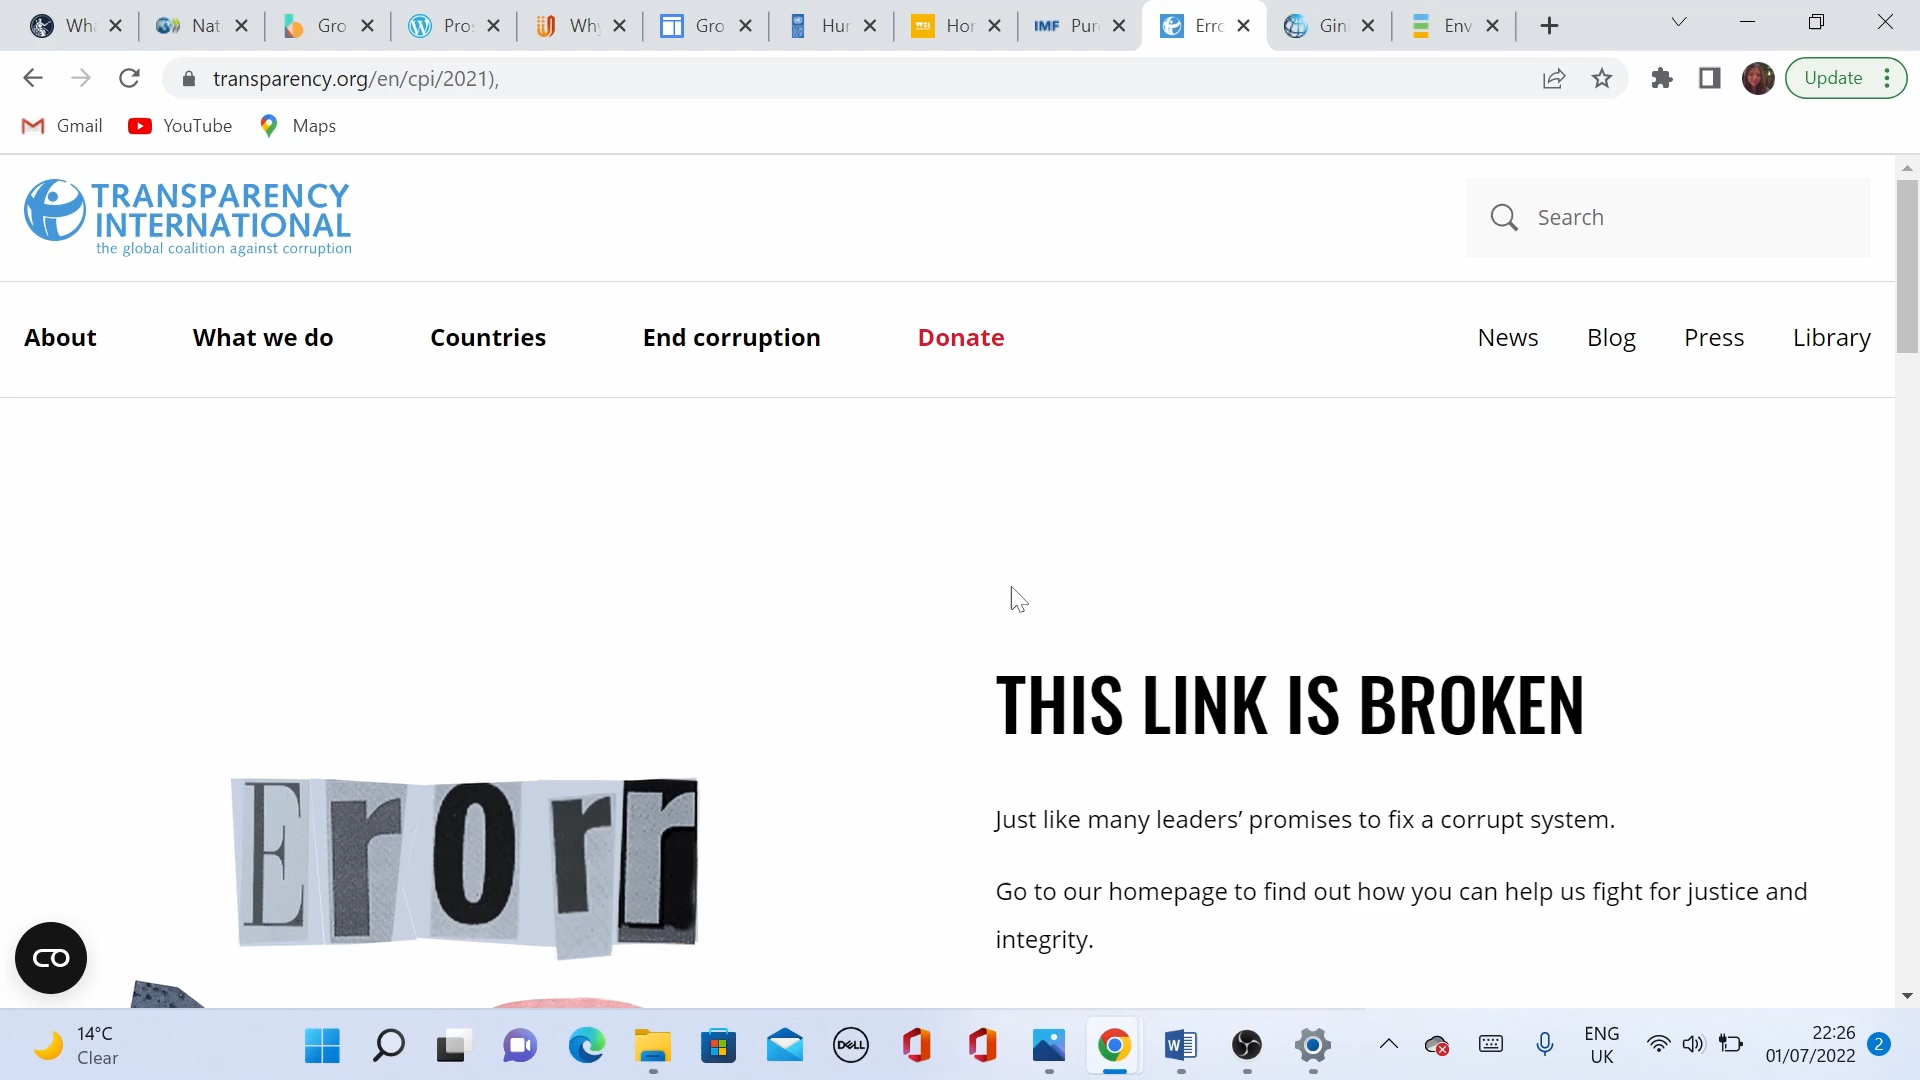 Wh
Nat
Gro
Pro
Why
Gro
Hur
Hor
IMF Pur
Erro
Gini
Env
transparency.org/en/cpi/2021),
Update
Gmail
YouTube
Maps
TRANSPARENCY
INTERNATIONAL
the global coalition against corruption
Search
About
What we do
Countries
End corruption
Donate
News
Blog
Press
Library
THIS LINK IS BROKEN
Just like many leaders’ promises to fix a corrupt system.
Go to our homepage to find out how you can help us fight for justice and
integrity.
Erorr
14°C
Clear
DELL
ENG
UK
22:26
01/07/2022
2